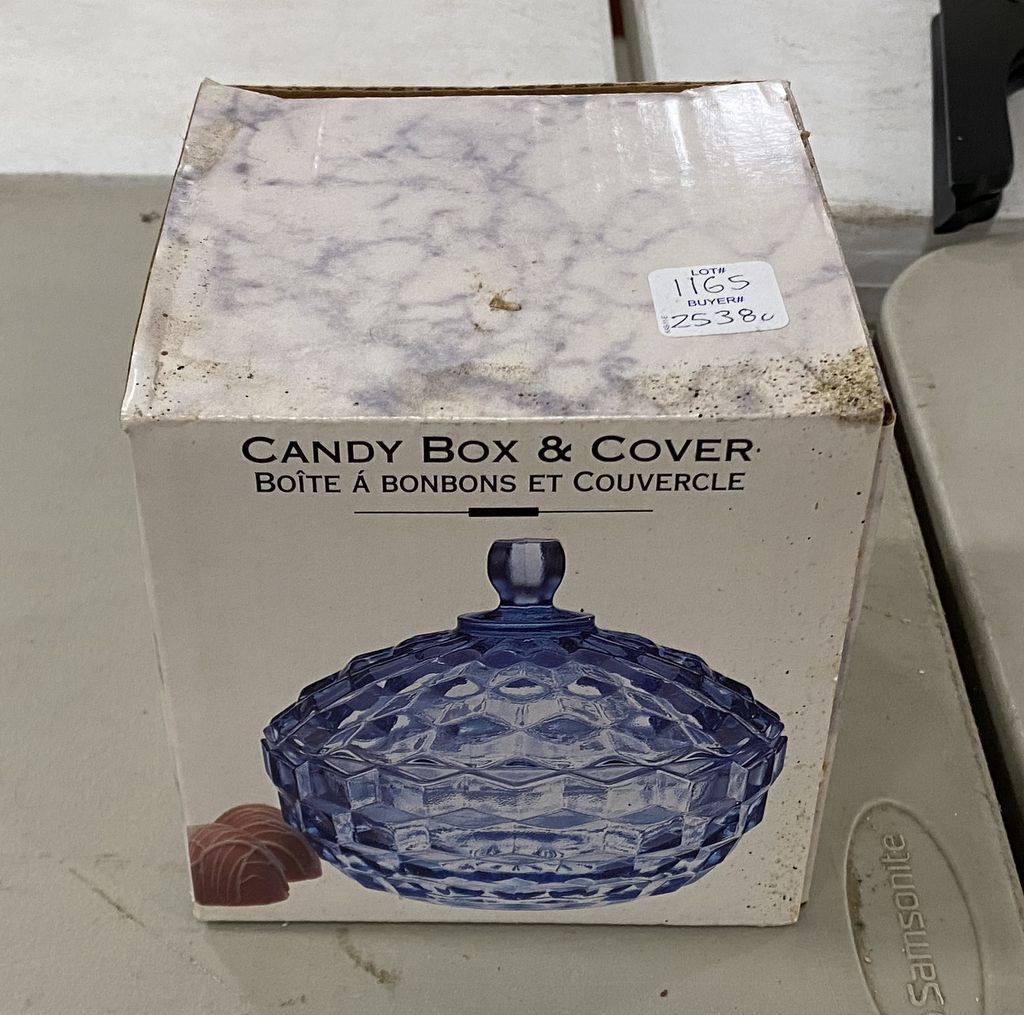 LOT#
1165
BUYER#
25380
CANDY BOX & COVER
BOÎTE Á BONBONS ET COUVERCLE
Samsonite